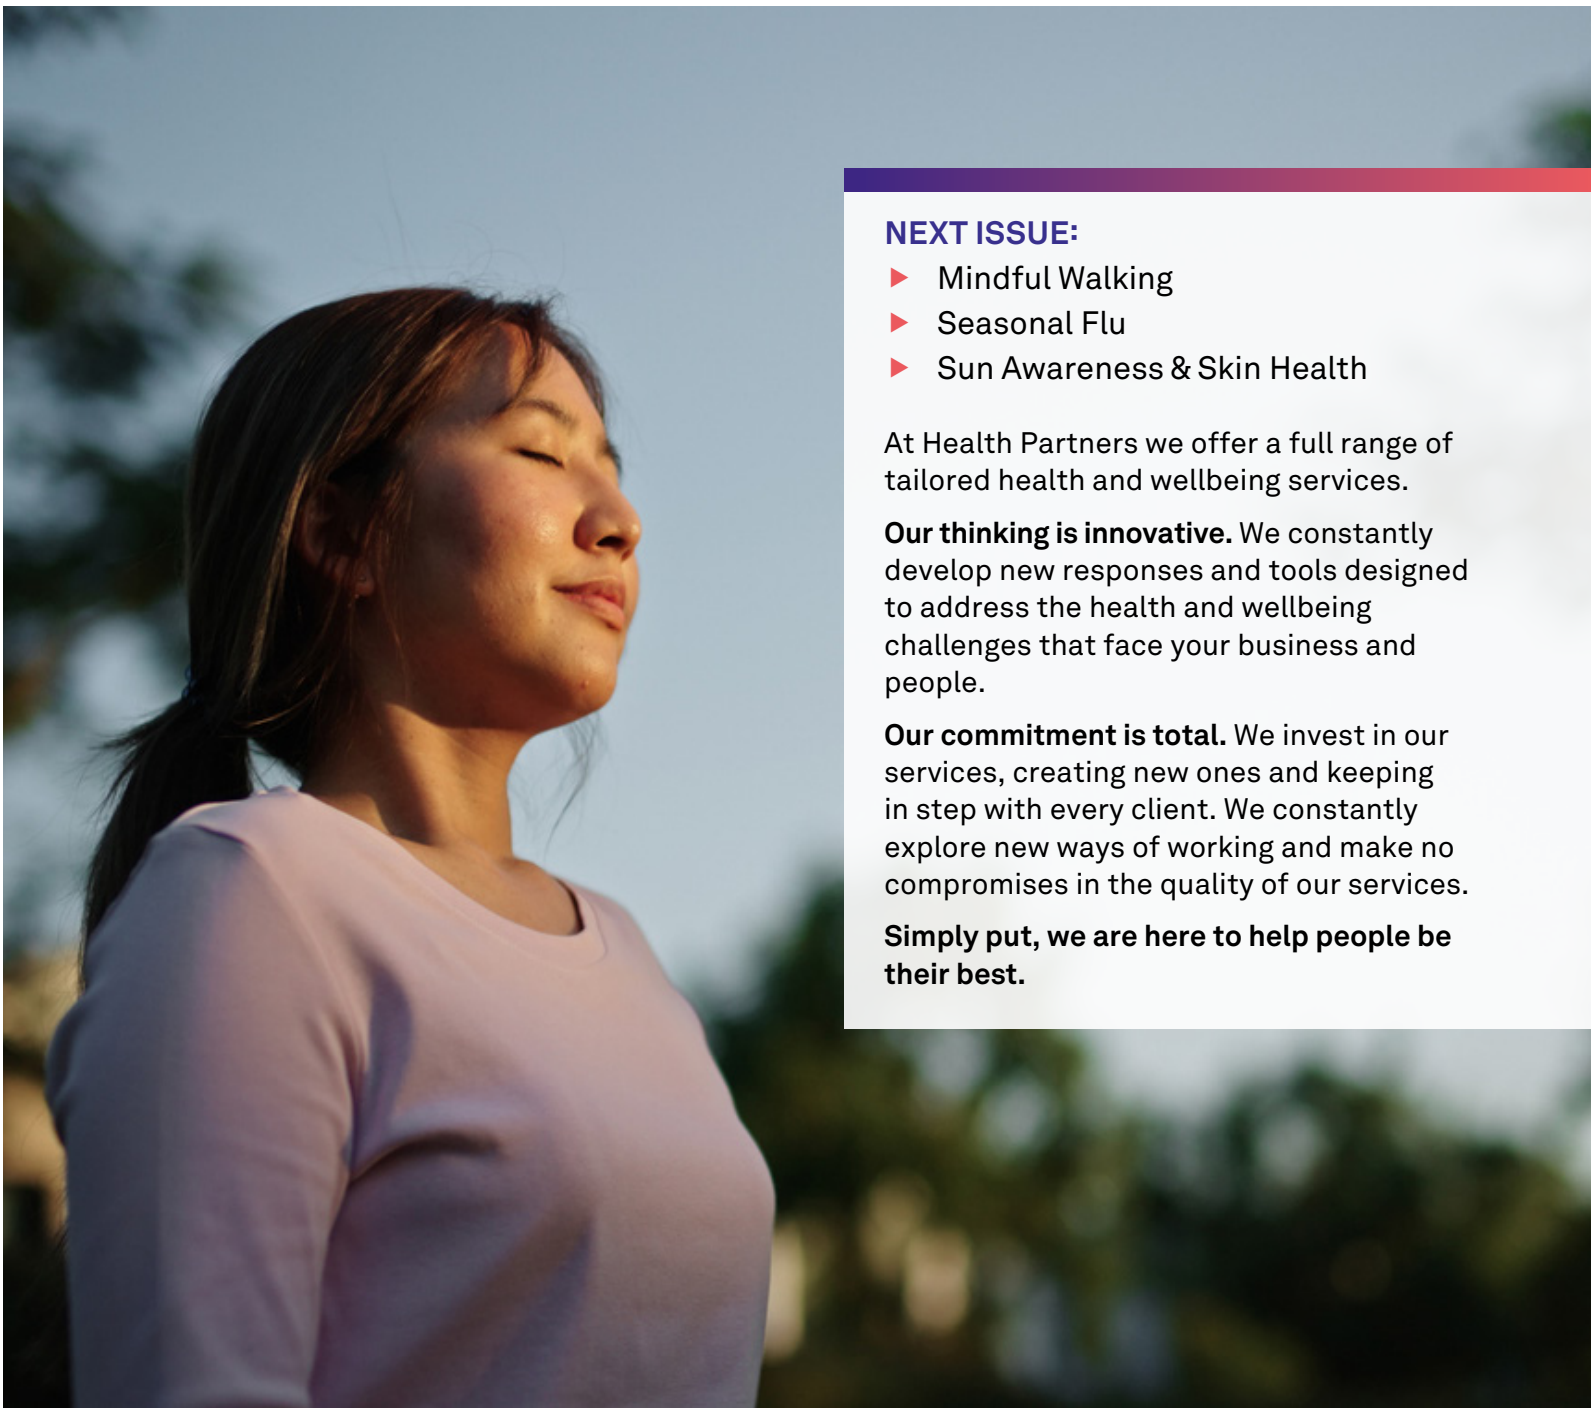 NEXT ISSUE:
▶ Mindful Walking
▶ Seasonal Flu
▶ Sun Awareness & Skin Health
At Health Partners we offer a full range of
tailored health and wellbeing services.
Our thinking is innovative. We constantly
develop new responses and tools designed
to address the health and wellbeing
challenges that face your business and
people.
Our commitment is total. We invest in our
services, creating new ones and keeping
in step with every client. We constantly
explore new ways of working and make no
compromises in the quality of our services.
Simply put, we are here to help people be
their best.